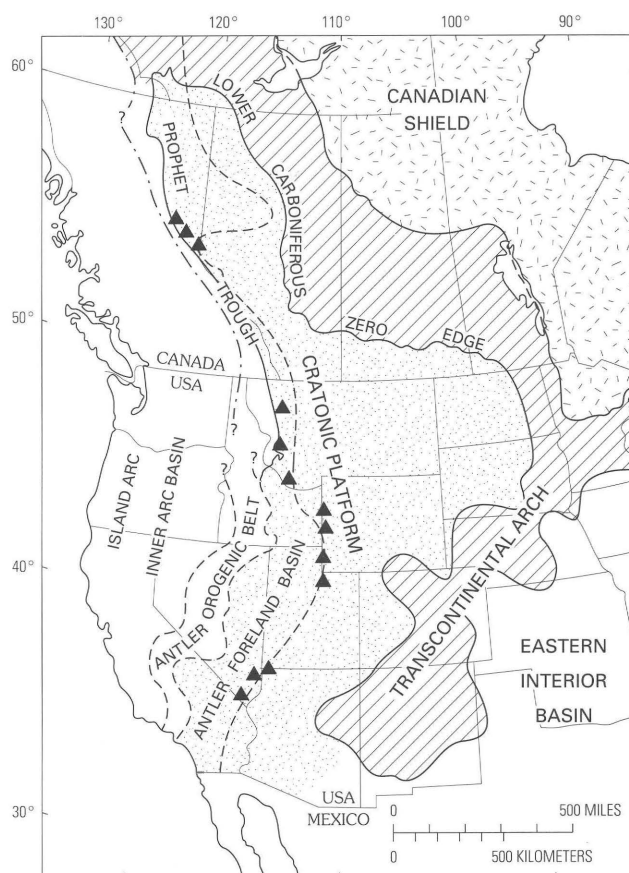 130°
120°
110°
100°
90°
60°
50°
40°
30°
CANADIAN
SHIELD
LOWER
CARBONIFEROUS
ZERO
EDGE
PROPHET
TROUGH
?
CANADA
USA
?
?
?
CRATONIC PLATFORM
ISLAND ARC
INNER ARC BASIN
ANTLER OROGENIC BELT
ANTLER FORELAND BASIN
TRANSCONTINENTAL ARCH
EASTERN
INTERIOR
BASIN
USA
MEXICO
0 500 MILES
0 500 KILOMETERS